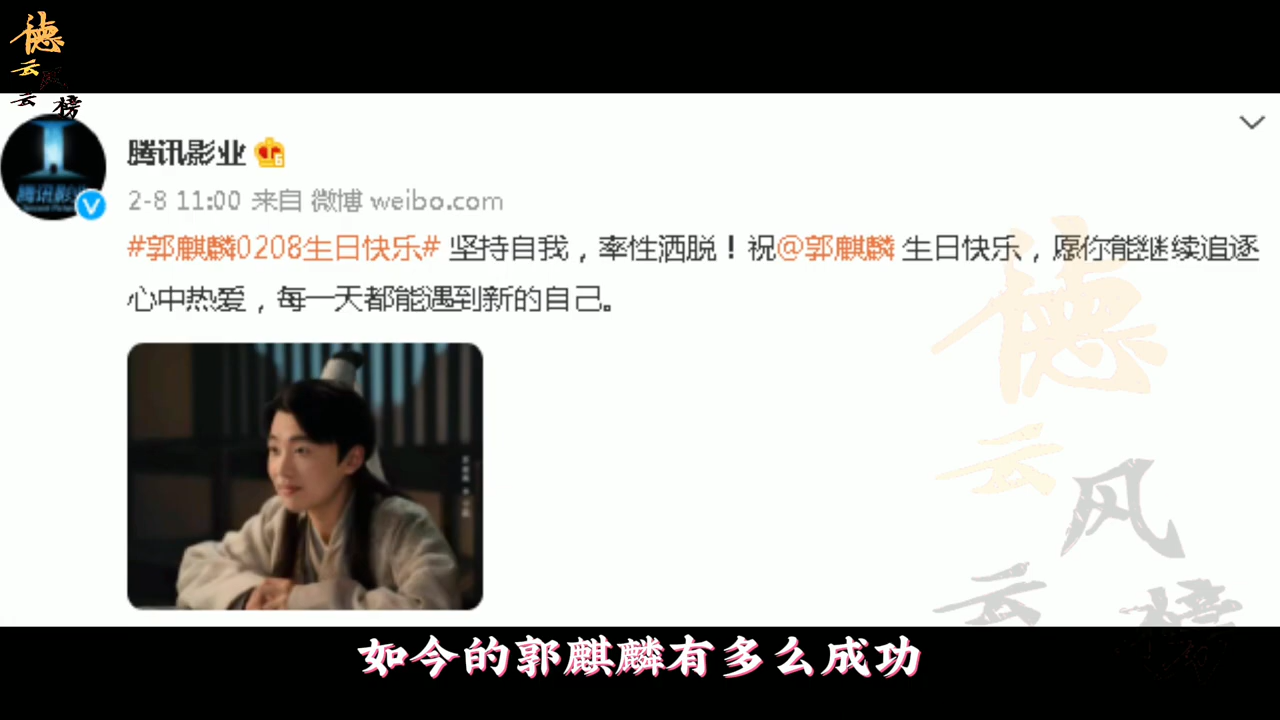 德
云风
云榜
腾讯影业
2-8 11:00 来自 微博 weibo.com
#郭麒麟0208生日快乐# 坚持自我，率性洒脱！祝@郭麒麟 生日快乐，愿你能继续追逐
心中热爱，每一天都能遇到新的自己。
德
云风
云榜
如今的郭麒麟有多么成功